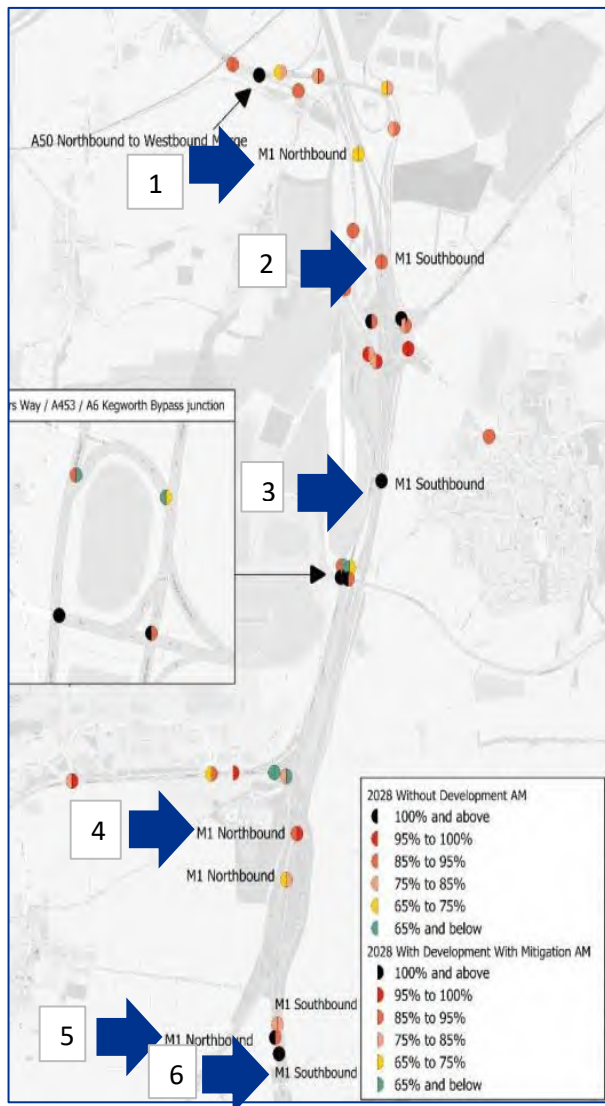 A50 Northbound to Westbound Merge
1
M1 Northbound
2
M1 Southbound
rs Way / A453 / A6 Kegworth Bypass junction
3
M1 Southbound
4
M1 Northbound
M1 Northbound
M1 Southbound
5
M1 Northbound
6
M1 Southbound
2028 Without Development AM
100% and above
95% to 100%
85% to 95%
75% to 85%
65% to 75%
65% and below
2028 With Development With Mitigation AM
100% and above
95% to 100%
85% to 95%
75% to 85%
65% to 75%
65% and below